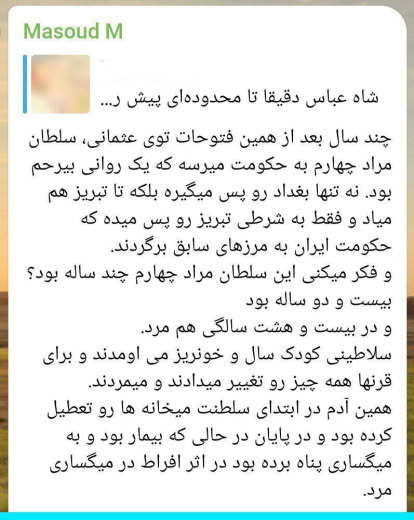 Masoud M
شاه عباس دقیقا تا محدوده‌ای پیش ر...
چند سال بعد از همین فتوحات توی عثمانی، سلطان
مراد چهارم به حکومت میرسه که یک روانی بیرحم
بود. نه تنها بغداد رو پس میگیره بلکه تا تبریز هم
میاد و فقط به شرطی تبریز رو پس میده که
حکومت ایران به مرزهای سابق برگردند.
و فکر میکنی این سلطان مراد چهارم چند ساله بود؟
بیست و دو ساله بود
و در بیست و هشت سالگی هم مرد.
سلاطینی کودک سال و خونریز می اومدند و برای
قرنها همه چیز رو تغییر میدادند و میمردند.
همین آدم در ابتدای سلطنت میخانه ها رو تعطیل
کرده بود و در پایان در حالی که بیمار بود و به
میگساری پناه برده بود در اثر افراط در میگساری
مرد.